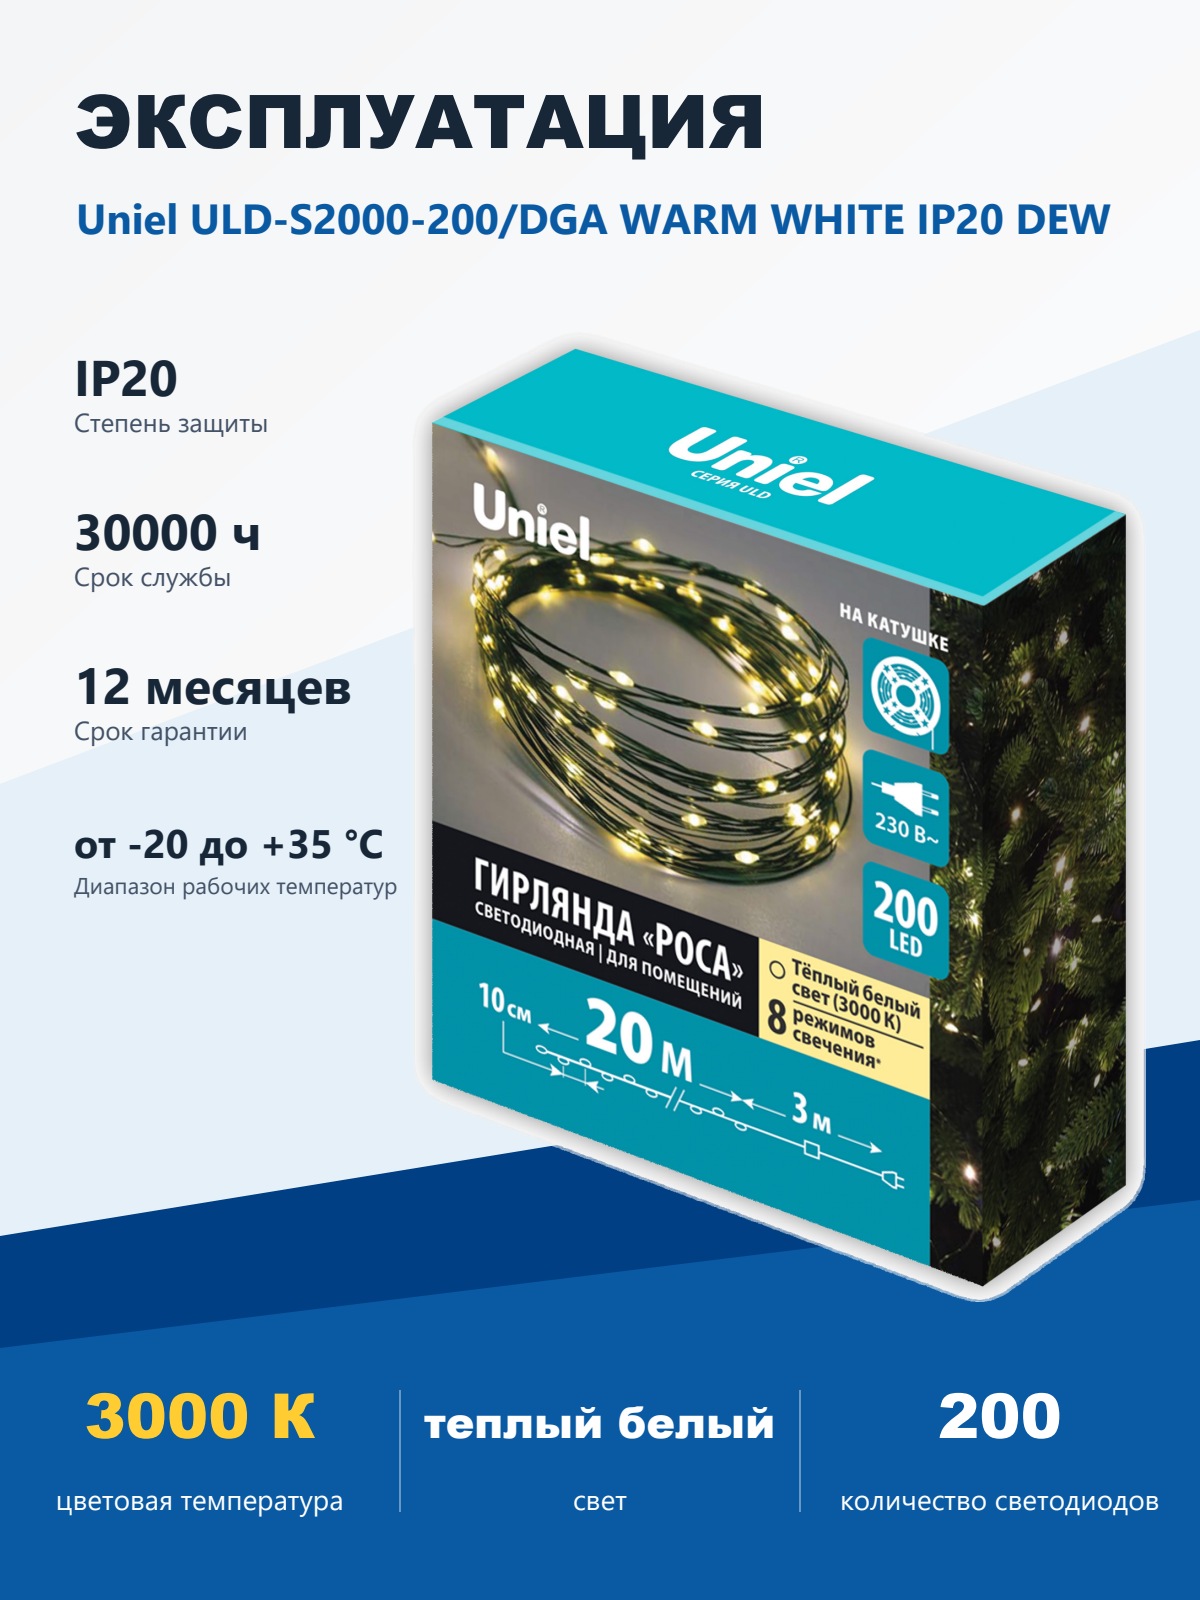 ЭКСПЛУАТАЦИЯ
Uniel ULD-S2000-200/DGA WARM WHITE IP20 DEW
IP20
Степень защиты
30000 ч
Срок службы
12 месяцев
Срок гарантии
от -20 до +35 °C
Диапазон рабочих температур
Uniel ®
СЕРИЯ ULD
Uniel ®
НА КАТУШКЕ
230 В~
200
LED
ГИРЛЯНДА «РОСА»
СВЕТОДИОДНАЯ | ДЛЯ ПОМЕЩЕНИЙ
Тёплый белый
свет (3000 К)
8 режимов
свечения*
10 см
20 м
3 м
3000 К
цветовая температура
теплый белый
свет
200
количество светодиодов